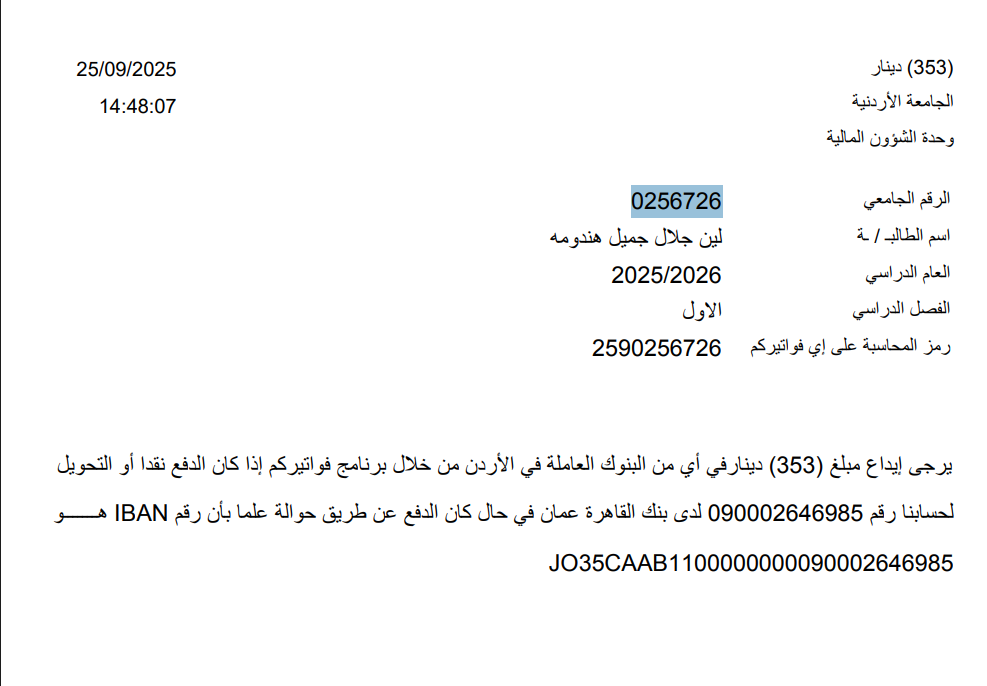 (353) دينار
25/09/2025
الجامعة الأردنية
14:48:07
وحدة الشؤون المالية
الرقم الجامعي 0256726
اسم الطالبـ / ـة لين جلال جميل هندومه
العام الدراسي 2025/2026
الفصل الدراسي الاول
رمز المحاسبة على إي فواتيركم 2590256726
يرجى إيداع مبلغ (353) دينارفي أي من البنوك العاملة في الأردن من خلال برنامج فواتيركم إذا كان الدفع نقدا أو التحويل
لحسابنا رقم 090002646985 لدى بنك القاهرة عمان في حال كان الدفع عن طريق حوالة علما بأن رقم IBAN هـــــو
JO35CAAB1100000000090002646985